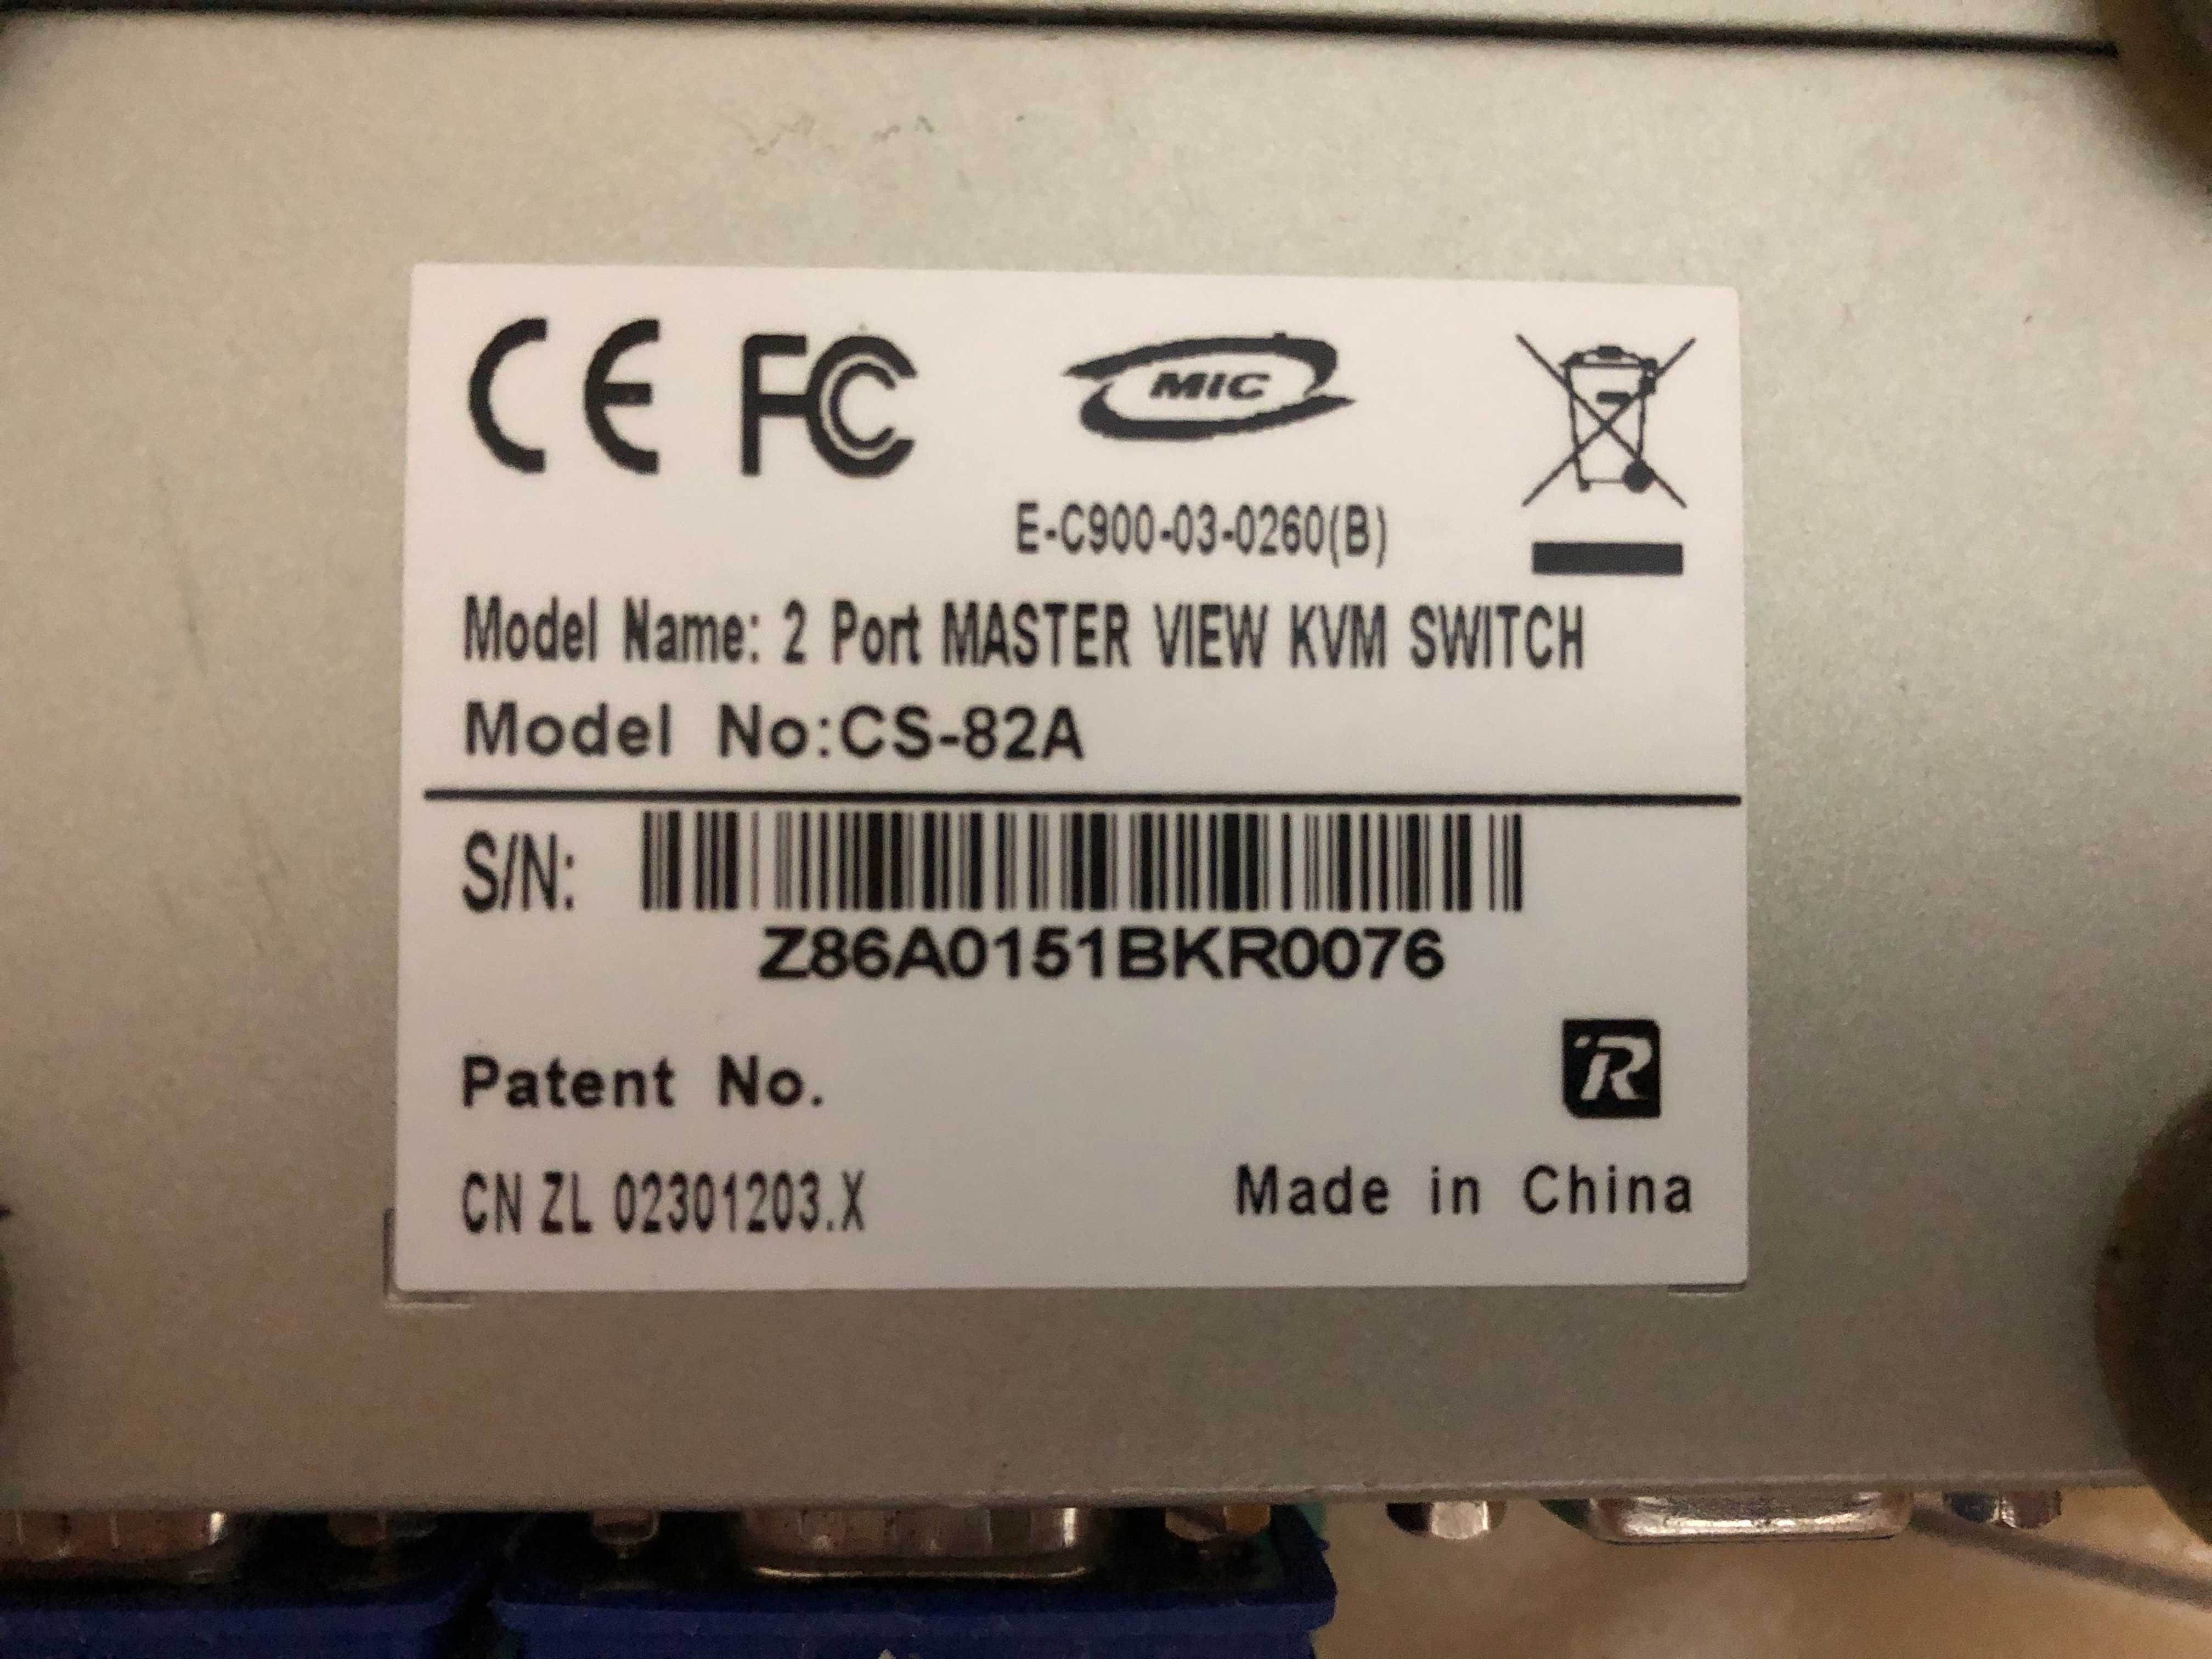 CE FC MIC
E-C900-03-0260(B)
Model Name: 2 Port MASTER VIEW KVM SWITCH
Model No:CS-82A
S/N:
Z86A0151BKR0076
Patent No.
R
CN ZL 02301203.X
Made in China